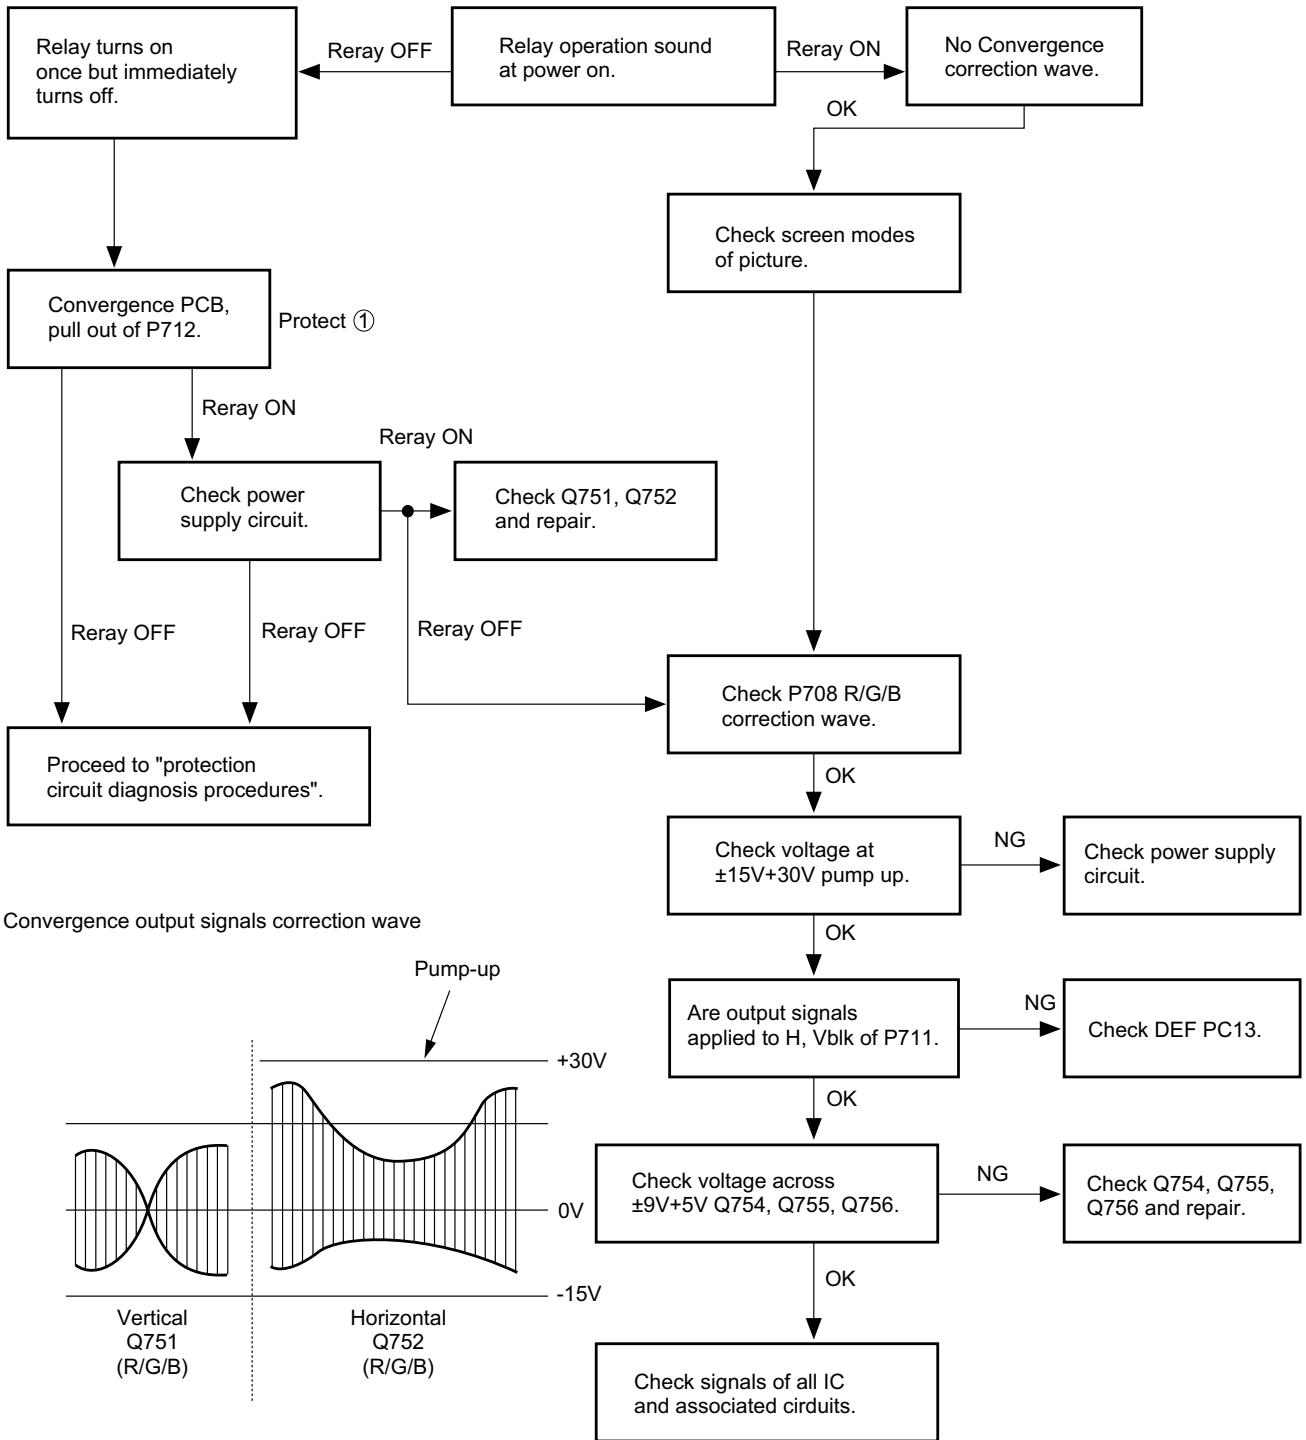 Relay turns on
once but immediately
turns off.
Reray OFF
Relay operation sound
at power on.
Reray ON
No Convergence
correction wave.
OK
Check screen modes
of picture.
Convergence PCB,
pull out of P712.
Protect ①
Reray ON
Reray ON
Check power
supply circuit.
Check Q751, Q752
and repair.
Reray OFF
Reray OFF
Reray OFF
Check P708 R/G/B
correction wave.
Proceed to "protection
circuit diagnosis procedures".
OK
Check voltage at
±15V+30V pump up.
NG
Check power supply
circuit.
OK
Are output signals
applied to H, Vblk of P711.
NG
Check DEF PC13.
OK
Check voltage across
±9V+5V Q754, Q755, Q756.
NG
Check Q754, Q755,
Q756 and repair.
OK
Check signals of all IC
and associated cirduits.
Convergence output signals correction wave
Pump-up
+30V
0V
-15V
Vertical
Q751
(R/G/B)
Horizontal
Q752
(R/G/B)